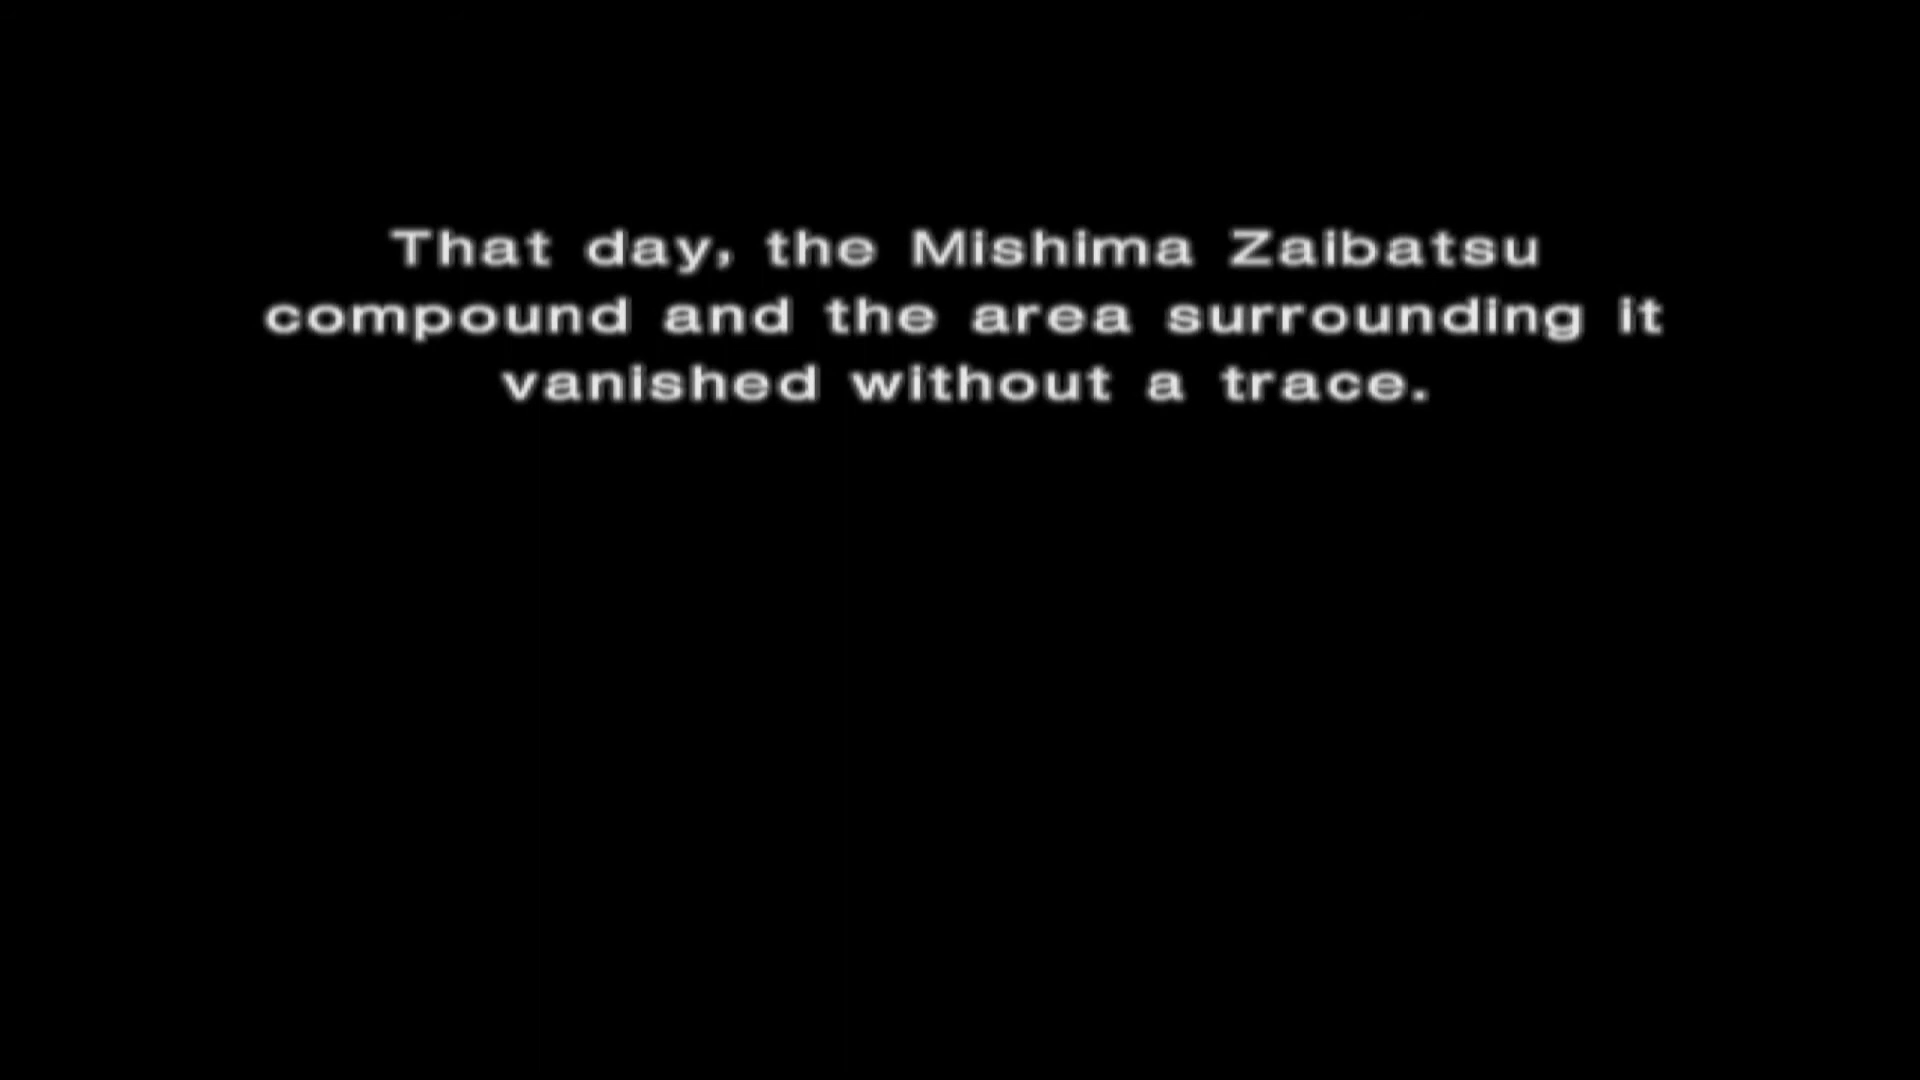 That day, the Mishima Zaibatsu
compound and the area surrounding it
vanished without a trace.